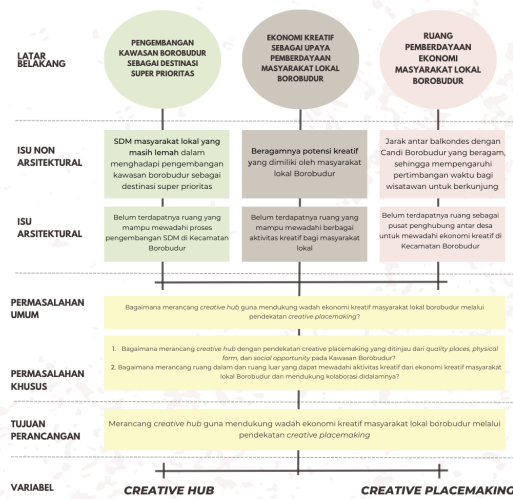 LATAR
BELAKANG
PENGEMBANGAN
KAWASAN BOROBUDUR
SEBAGAI DESTINASI
SUPER PRIORITAS
EKONOMI KREATIF
SEBAGAI UPAYA
PEMBERDAYAAN
MASYARAKAT LOKAL
BOROBUDUR
RUANG
PEMBERDAYAAN
EKONOMI
MASYARAKAT LOKAL
BOROBUDUR
ISU NON
ARSITEKTURAL
SDM masyarakat lokal yang
masih lemah dalam
menghadapi pengembangan
kawasan borobudur sebagai
destinasi super prioritas
Beragamnya potensi kreatif
yang dimiliki oleh masyarakat
lokal Borobudur
Jarak antar balkondes dengan
Candi Borobudur yang beragam,
sehingga mempengaruhi
pertimbangan waktu bagi
wisatawan untuk berkunjung
ISU
ARSITEKTURAL
Belum terdapatnya ruang yang
mampu mewadahi proses
pengembangan SDM di Kecamatan
Borobudur
Belum terdapatnya ruang yang
mampu mewadahi berbagai
aktivitas kreatif bagi masyarakat
lokal
Belum terdapatnya ruang sebagai
pusat penghubung antar desa
untuk mewadahi ekonomi kreatif di
Kecamatan Borobudur
PERMASALAHAN
UMUM
Bagaimana merancang creative hub guna mendukung wadah ekonomi kreatif masyarakat lokal borobudur melalui
pendekatan creative placemaking?
PERMASALAHAN
KHUSUS
1. Bagaimana merancang creative hub dengan pendekatan creative placemaking yang ditinjau dari quality places, physical
form, dan social opportunity pada Kawasan Borobudur?
2. Bagaimana merancang ruang dalam dan ruang luar yang dapat mewadahi aktivitas kreatif dari ekonomi kreatif masyarakat
lokal Borobudur dan mendukung kolaborasi didalamnya?
TUJUAN
PERANCANGAN
Merancang creative hub guna mendukung wadah ekonomi kreatif masyarakat lokal borobudur melalui
pendekatan creative placemaking
VARIABEL
CREATIVE HUB
CREATIVE PLACEMAKING